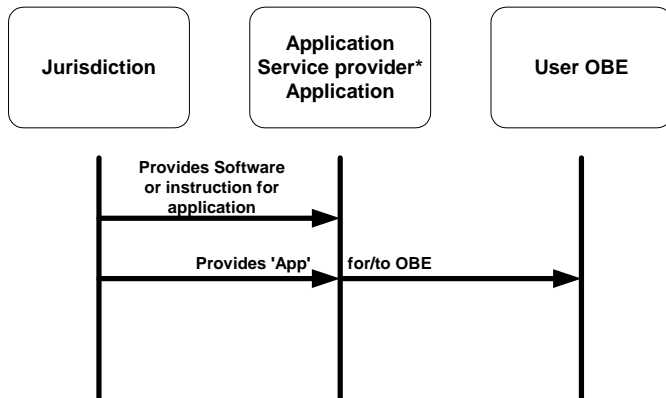 Jurisdiction
Application
Service provider*
Application
User OBE
Provides Software
or instruction for
application
Provides 'App'
for/to OBE